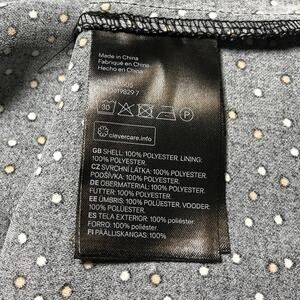 Made in China
Fabriqué en Chine
Hecho en China
30
P
clevercare.info
GB SHELL: 100% POLYESTER. LINING:
100% POLYESTER.
CZ SVRCHNÍ LÁTKA: 100% POLYESTER.
PODŠÍVKA: 100% POLYESTER.
DE OBERMATERIAL: 100% POLYESTER.
FUTTER: 100% POLYESTER.
EE ÜMBRIS: 100% POLÜESTER, VOODER:
100% POLÜESTER.
ES TELA EXTERIOR: 100% poliéster.
FORRO: 100% poliéster.
FI PÄÄLLISKANGAS: 100%